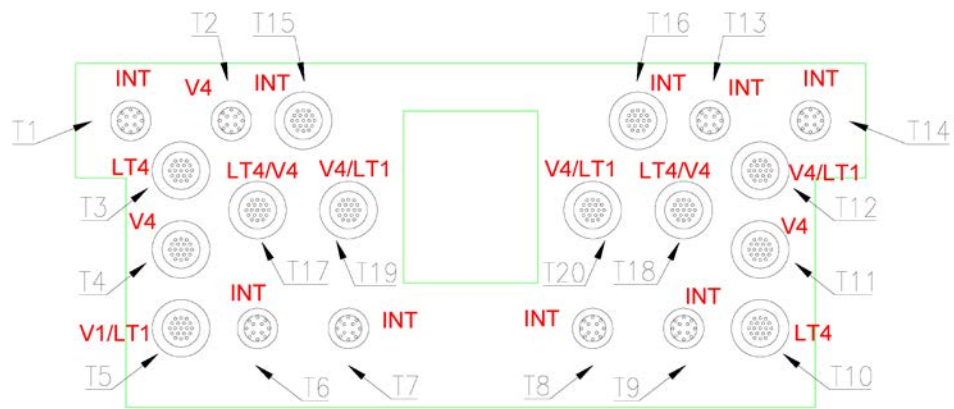 T2 T15 T16 T13
INT V4 INT INT INT INT
T1 T14
LT4 LT4/V4 V4/LT1 V4/LT1 LT4/V4 V4/LT1
T3 T12
V4 V4
T4 T17 T19 T20 T18 T11
INT INT
V1/LT1 INT INT LT4
T5 T6 T7 T8 T9 T10